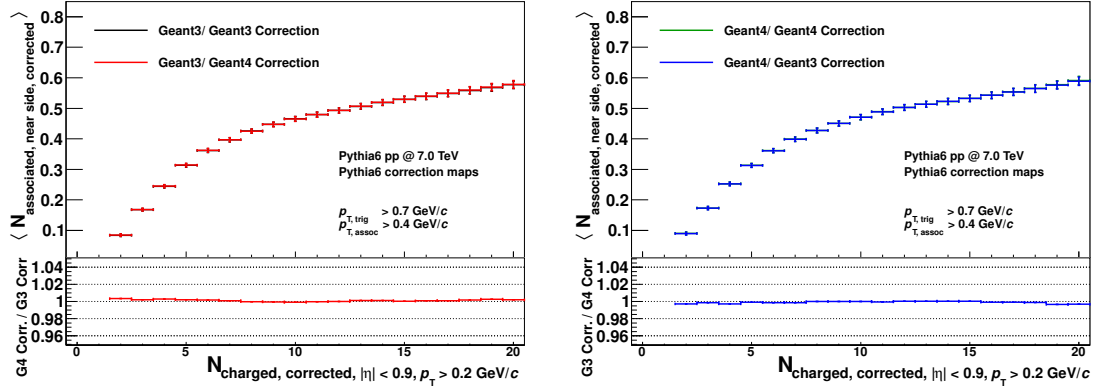 ⟨ N associated, near side, corrected ⟩
0.8
0.7
0.6
0.5
0.4
0.3
0.2
0.1
Geant3/ Geant3 Correction
Geant3/ Geant4 Correction
Pythia6 pp @ 7.0 TeV
Pythia6 correction maps
p T, trig > 0.7 GeV/c
p T, assoc > 0.4 GeV/c
G4 Corr. / G3 Corr
1.04
1.02
1
0.98
0.96
0 5 10 15 20
N charged, corrected, |η| < 0.9, p T > 0.2 GeV/c
⟨ N associated, near side, corrected ⟩
0.8
0.7
0.6
0.5
0.4
0.3
0.2
0.1
Geant4/ Geant4 Correction
Geant4/ Geant3 Correction
Pythia6 pp @ 7.0 TeV
Pythia6 correction maps
p T, trig > 0.7 GeV/c
p T, assoc > 0.4 GeV/c
G3 Corr. / G4 Corr
1.04
1.02
1
0.98
0.96
0 5 10 15 20
N charged, corrected, |η| < 0.9, p T > 0.2 GeV/c